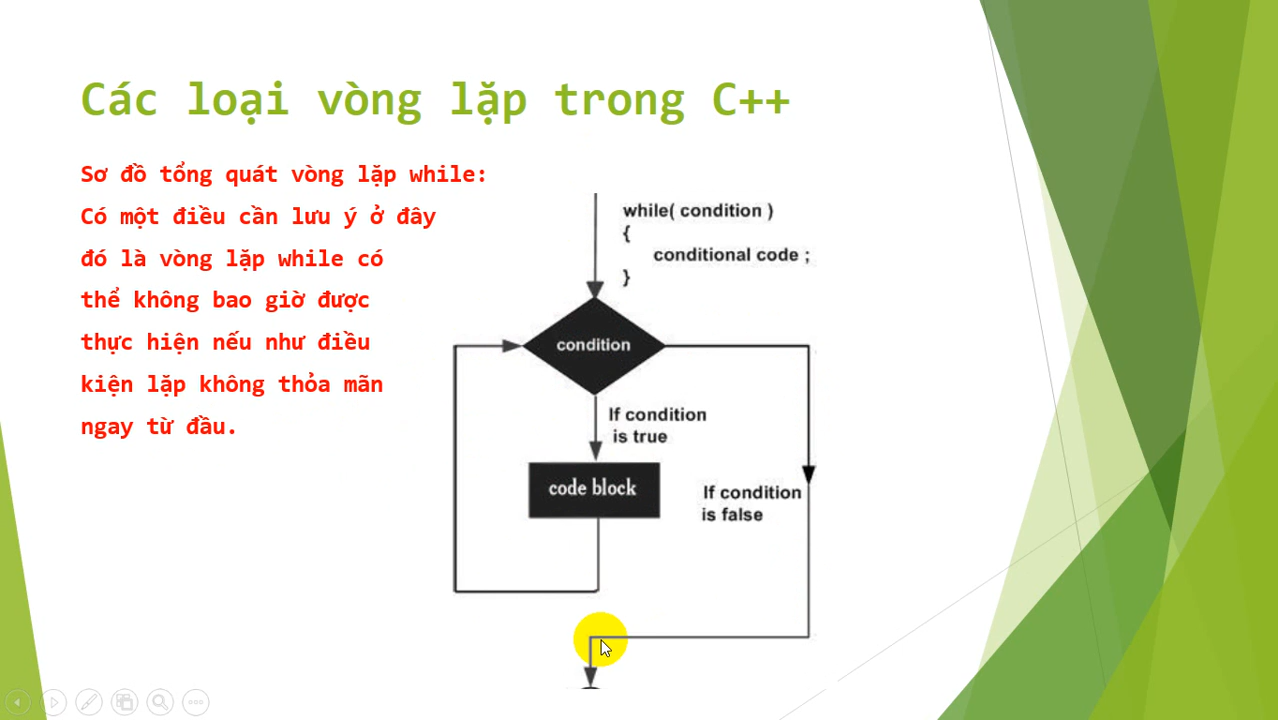 Các loại vòng lặp trong C++
Sơ đồ tổng quát vòng lặp while:
Có một điều cần lưu ý ở đây
đó là vòng lặp while có
thể không bao giờ được
thực hiện nếu như điều
kiện lặp không thỏa mãn
ngay từ đầu.
while( condition )
{
conditional code ;
}
condition
If condition
is true
code block
If condition
is false